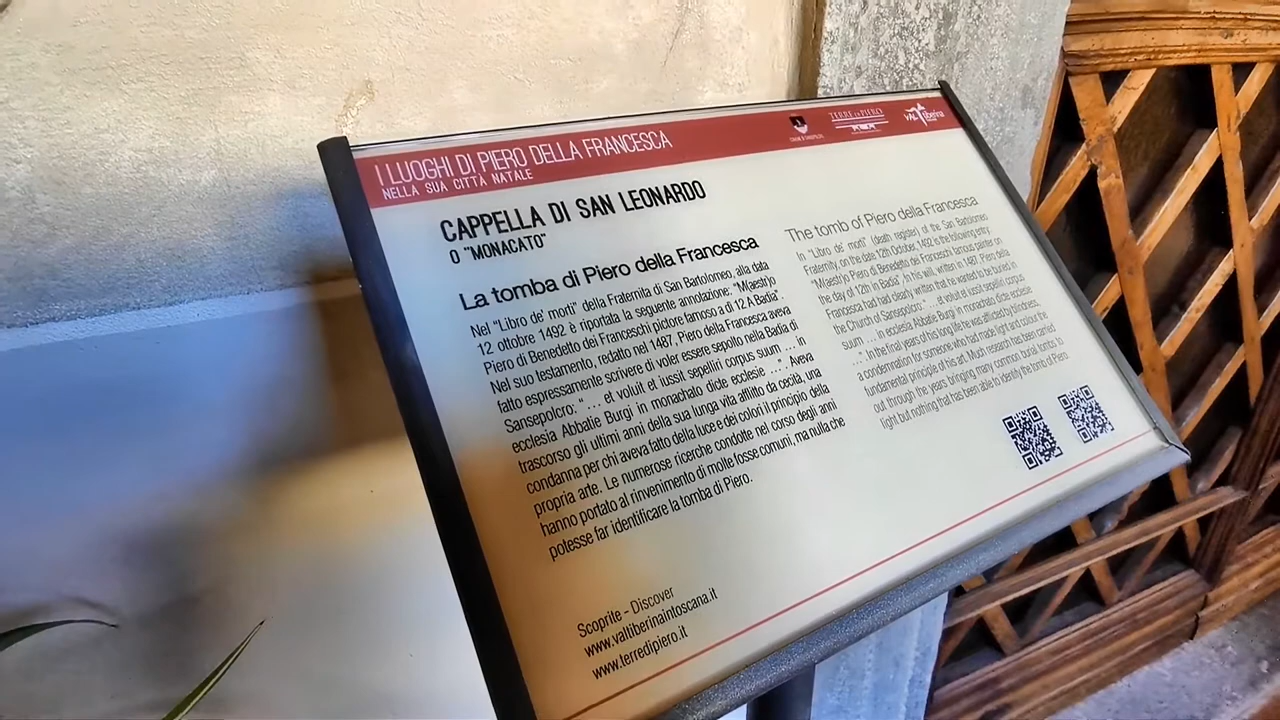 I LUOGHI DI PIERO DELLA FRANCESCA
NELLA SUA CITTÀ NATALE
COMUNE DI SANSEPOLCRO
TERRE DI PIERO
VALTiberina
CAPPELLA DI SAN LEONARDO
O "MONACATO"
La tomba di Piero della Francesca
Nel "Libro de' morti" della Fraternita di San Bartolomeo, alla data
12 ottobre 1492 è riportata la seguente annotazione: "M(aestr)o
Piero di Benedetto dei Franceschi pictore famoso a dì 12 A Badia".
Nel suo testamento, redatto nel 1487, Piero della Francesca aveva
fatto espressamente scrivere di voler essere sepolto nella Badia di
Sansepolcro: " ... et voluit et iussit sepelliri corpus suum ... in
ecclesia Abbatie Burgi in monachato dicte ecclesie ...". Aveva
trascorso gli ultimi anni della sua lunga vita afflitto da cecità, una
condanna per chi aveva fatto della luce e dei colori il principio della
propria arte. Le numerose ricerche condotte nel corso degli anni
hanno portato al rinvenimento di molte fosse comuni, ma nulla che
potesse far identificare la tomba di Piero.
The tomb of Piero della Francesca
In "Libro de' morti" (death register) of the San Bartolomeo
Fraternity, on the date 12th October, 1492 is the following entry:
"M(aestr)o Piero di Benedetto dei Franceschi famous painter on
the day of 12th in Badia". In his will, written in 1487, Piero della
Francesca had had clearly written that he wanted to be buried in
the Church of Sansepolcro: " .. et voluit et iussit sepelliri corpus
suum ... in ecclesia Abbatie Burgi in monachato dicte ecclesie
...". In the final years of his long life he was afflicted by blindness,
a condemnation for someone who had made light and colour the
fundamental principle of his art. Much research has been carried
out through the years bringing many common burial tombs to
light but nothing that has been able to identify the tomb of Piero.
Scoprite - Discover
www.valtiberinaintoscana.it
www.terredipiero.it